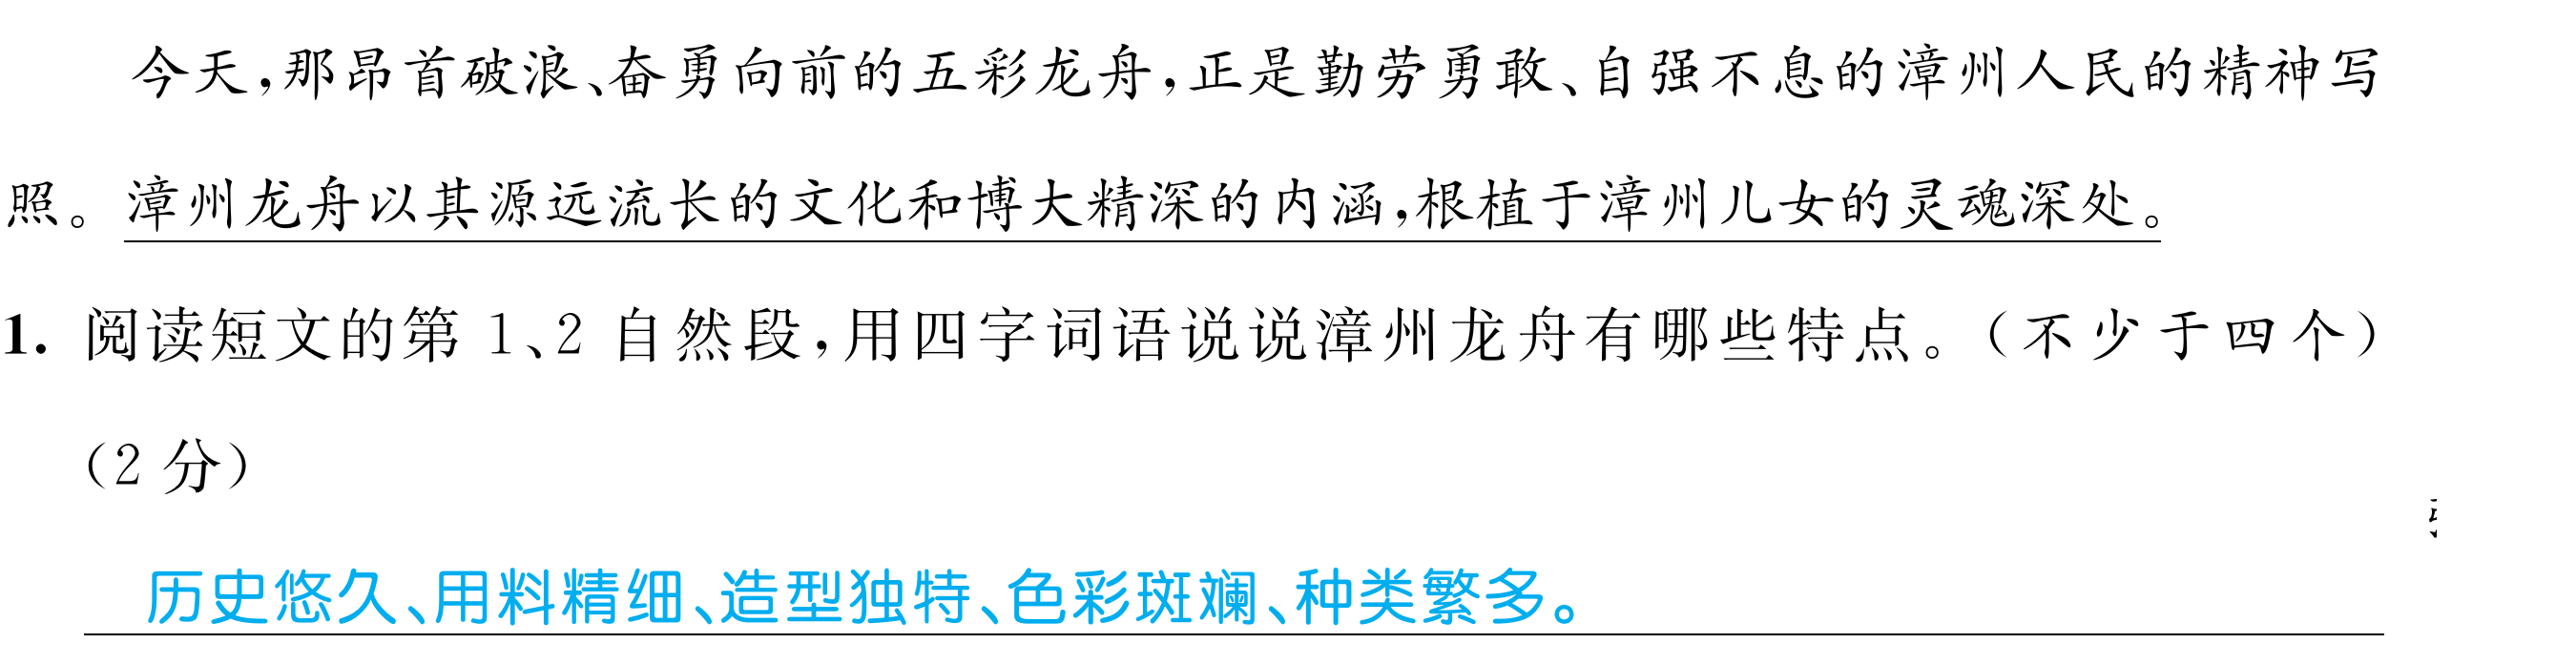 今天,那昂首破浪、奋勇向前的五彩龙舟,正是勤劳勇敢、自强不息的漳州人民的精神写
照。漳州龙舟以其源远流长的文化和博大精深的内涵,根植于漳州儿女的灵魂深处。
1. 阅读短文的第 1、2 自然段,用四字词语说说漳州龙舟有哪些特点。(不少于四个)
(2 分)
历史悠久、用料精细、造型独特、色彩斑斓、种类繁多。